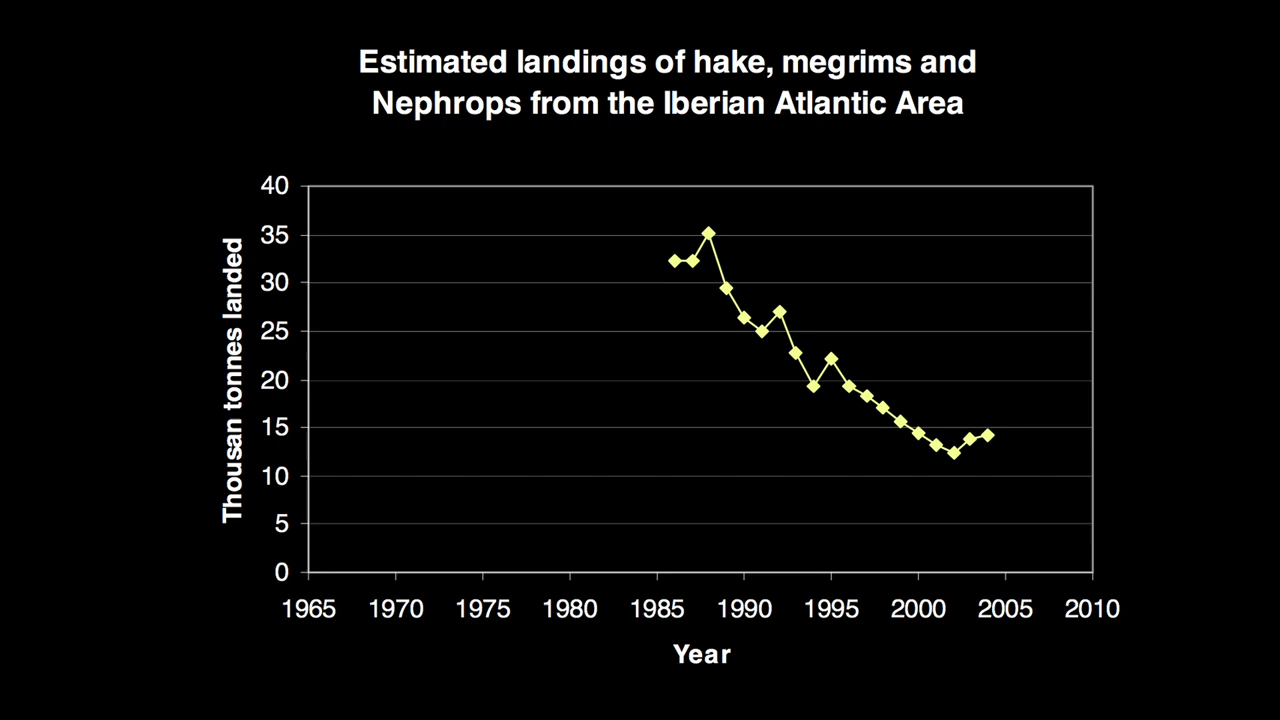 Estimated landings of hake, megrims and
Nephrops from the Iberian Atlantic Area
40
35
30
25
20
15
10
5
0
Thousan tonnes landed
1965 1970 1975 1980 1985 1990 1995 2000 2005 2010
Year